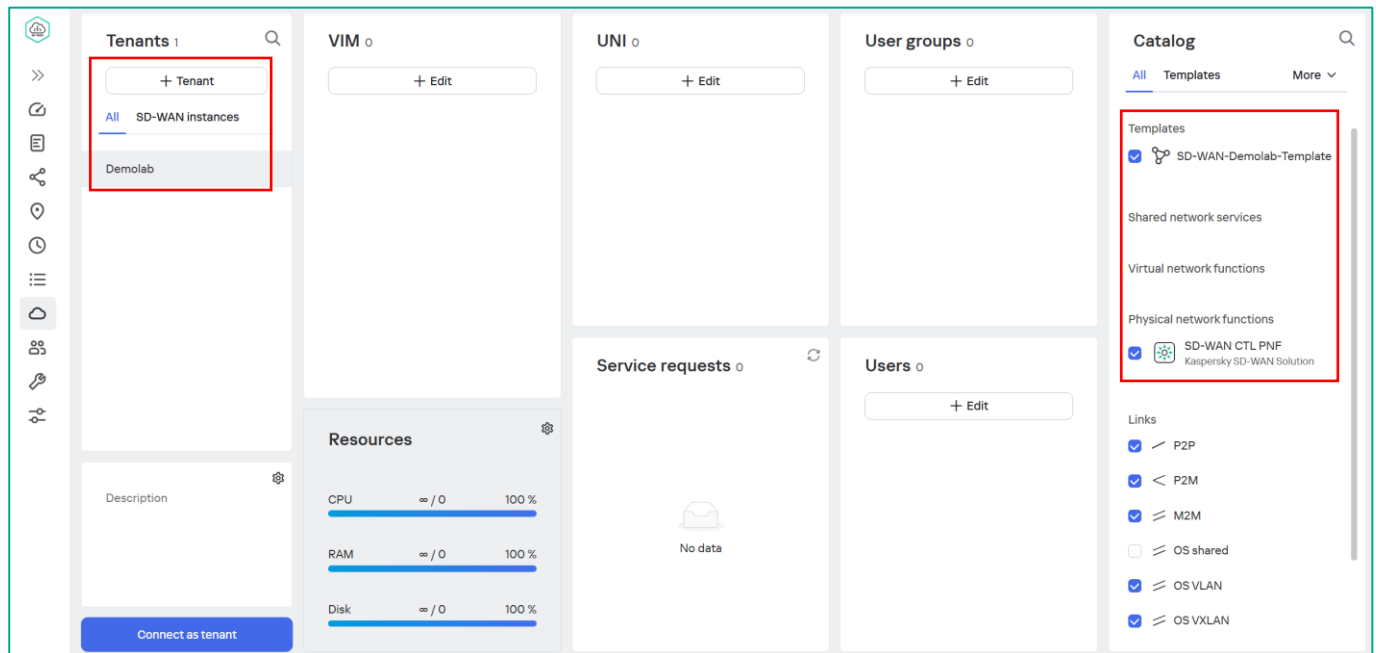 Tenants 1
+ Tenant
All SD-WAN instances
Demolab
Description
Connect as tenant
VIM 0
+ Edit
Resources
CPU ∞ / 0 100 %
RAM ∞ / 0 100 %
Disk ∞ / 0 100 %
UNI 0
+ Edit
Service requests 0
No data
User groups 0
+ Edit
Users 0
+ Edit
Catalog
All Templates More
Templates
SD-WAN-Demolab-Template
Shared network services
Virtual network functions
Physical network functions
SD-WAN CTL PNF
Kaspersky SD-WAN Solution
Links
P2P
P2M
M2M
OS shared
OS VLAN
OS VXLAN